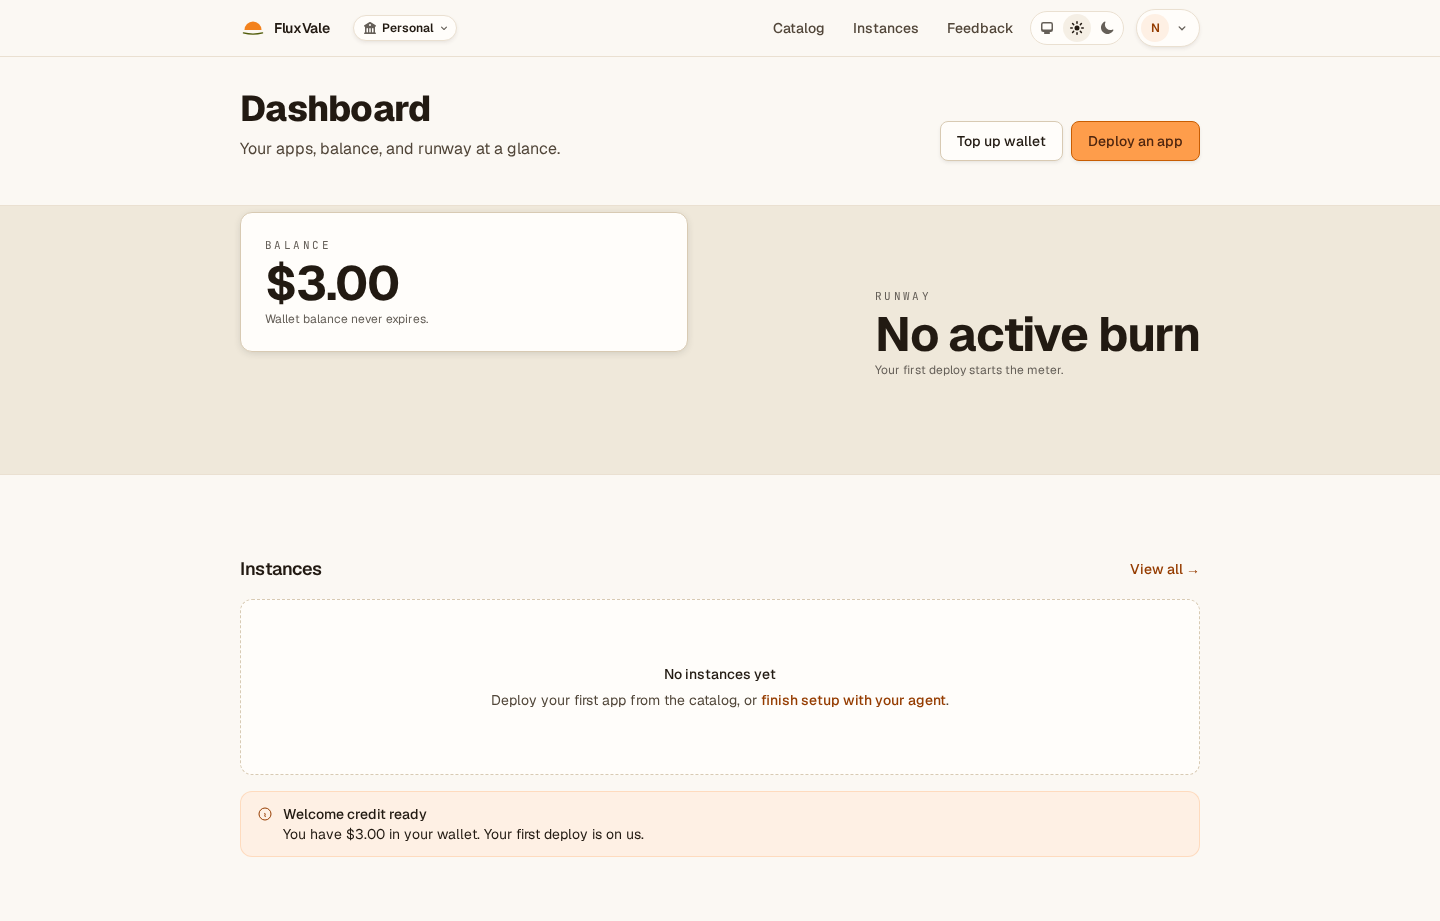 FluxVale
Personal
Catalog
Instances
Feedback
N
Dashboard
Your apps, balance, and runway at a glance.
Top up wallet
Deploy an app
BALANCE
$3.00
Wallet balance never expires.
RUNWAY
No active burn
Your first deploy starts the meter.
Instances
View all →
No instances yet
Deploy your first app from the catalog, or finish setup with your agent.
Welcome credit ready
You have $3.00 in your wallet. Your first deploy is on us.